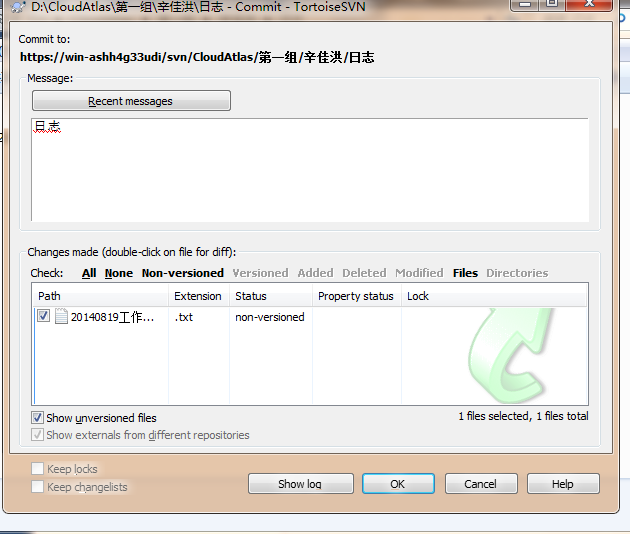 D:\CloudAtlas\第一组\辛佳洪\日志 - Commit - TortoiseSVN
Commit to:
https://win-ashh4g33udi/svn/CloudAtlas/第一组/辛佳洪/日志
Message:
Recent messages
日志
Changes made (double-click on file for diff):
Check: All None Non-versioned Versioned Added Deleted Modified Files Directories
Path Extension Status Property status Lock
20140819工作... .txt non-versioned
Show unversioned files
1 files selected, 1 files total
Show externals from different repositories
Keep locks
Keep changelists
Show log OK Cancel Help